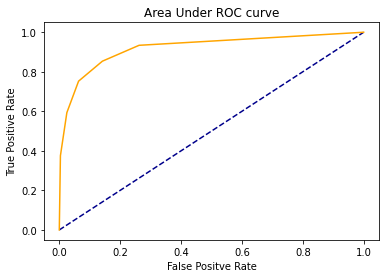 Area Under ROC curve
True Positive Rate
1.0
0.8
0.6
0.4
0.2
0.0
0.0 0.2 0.4 0.6 0.8 1.0
False Positve Rate